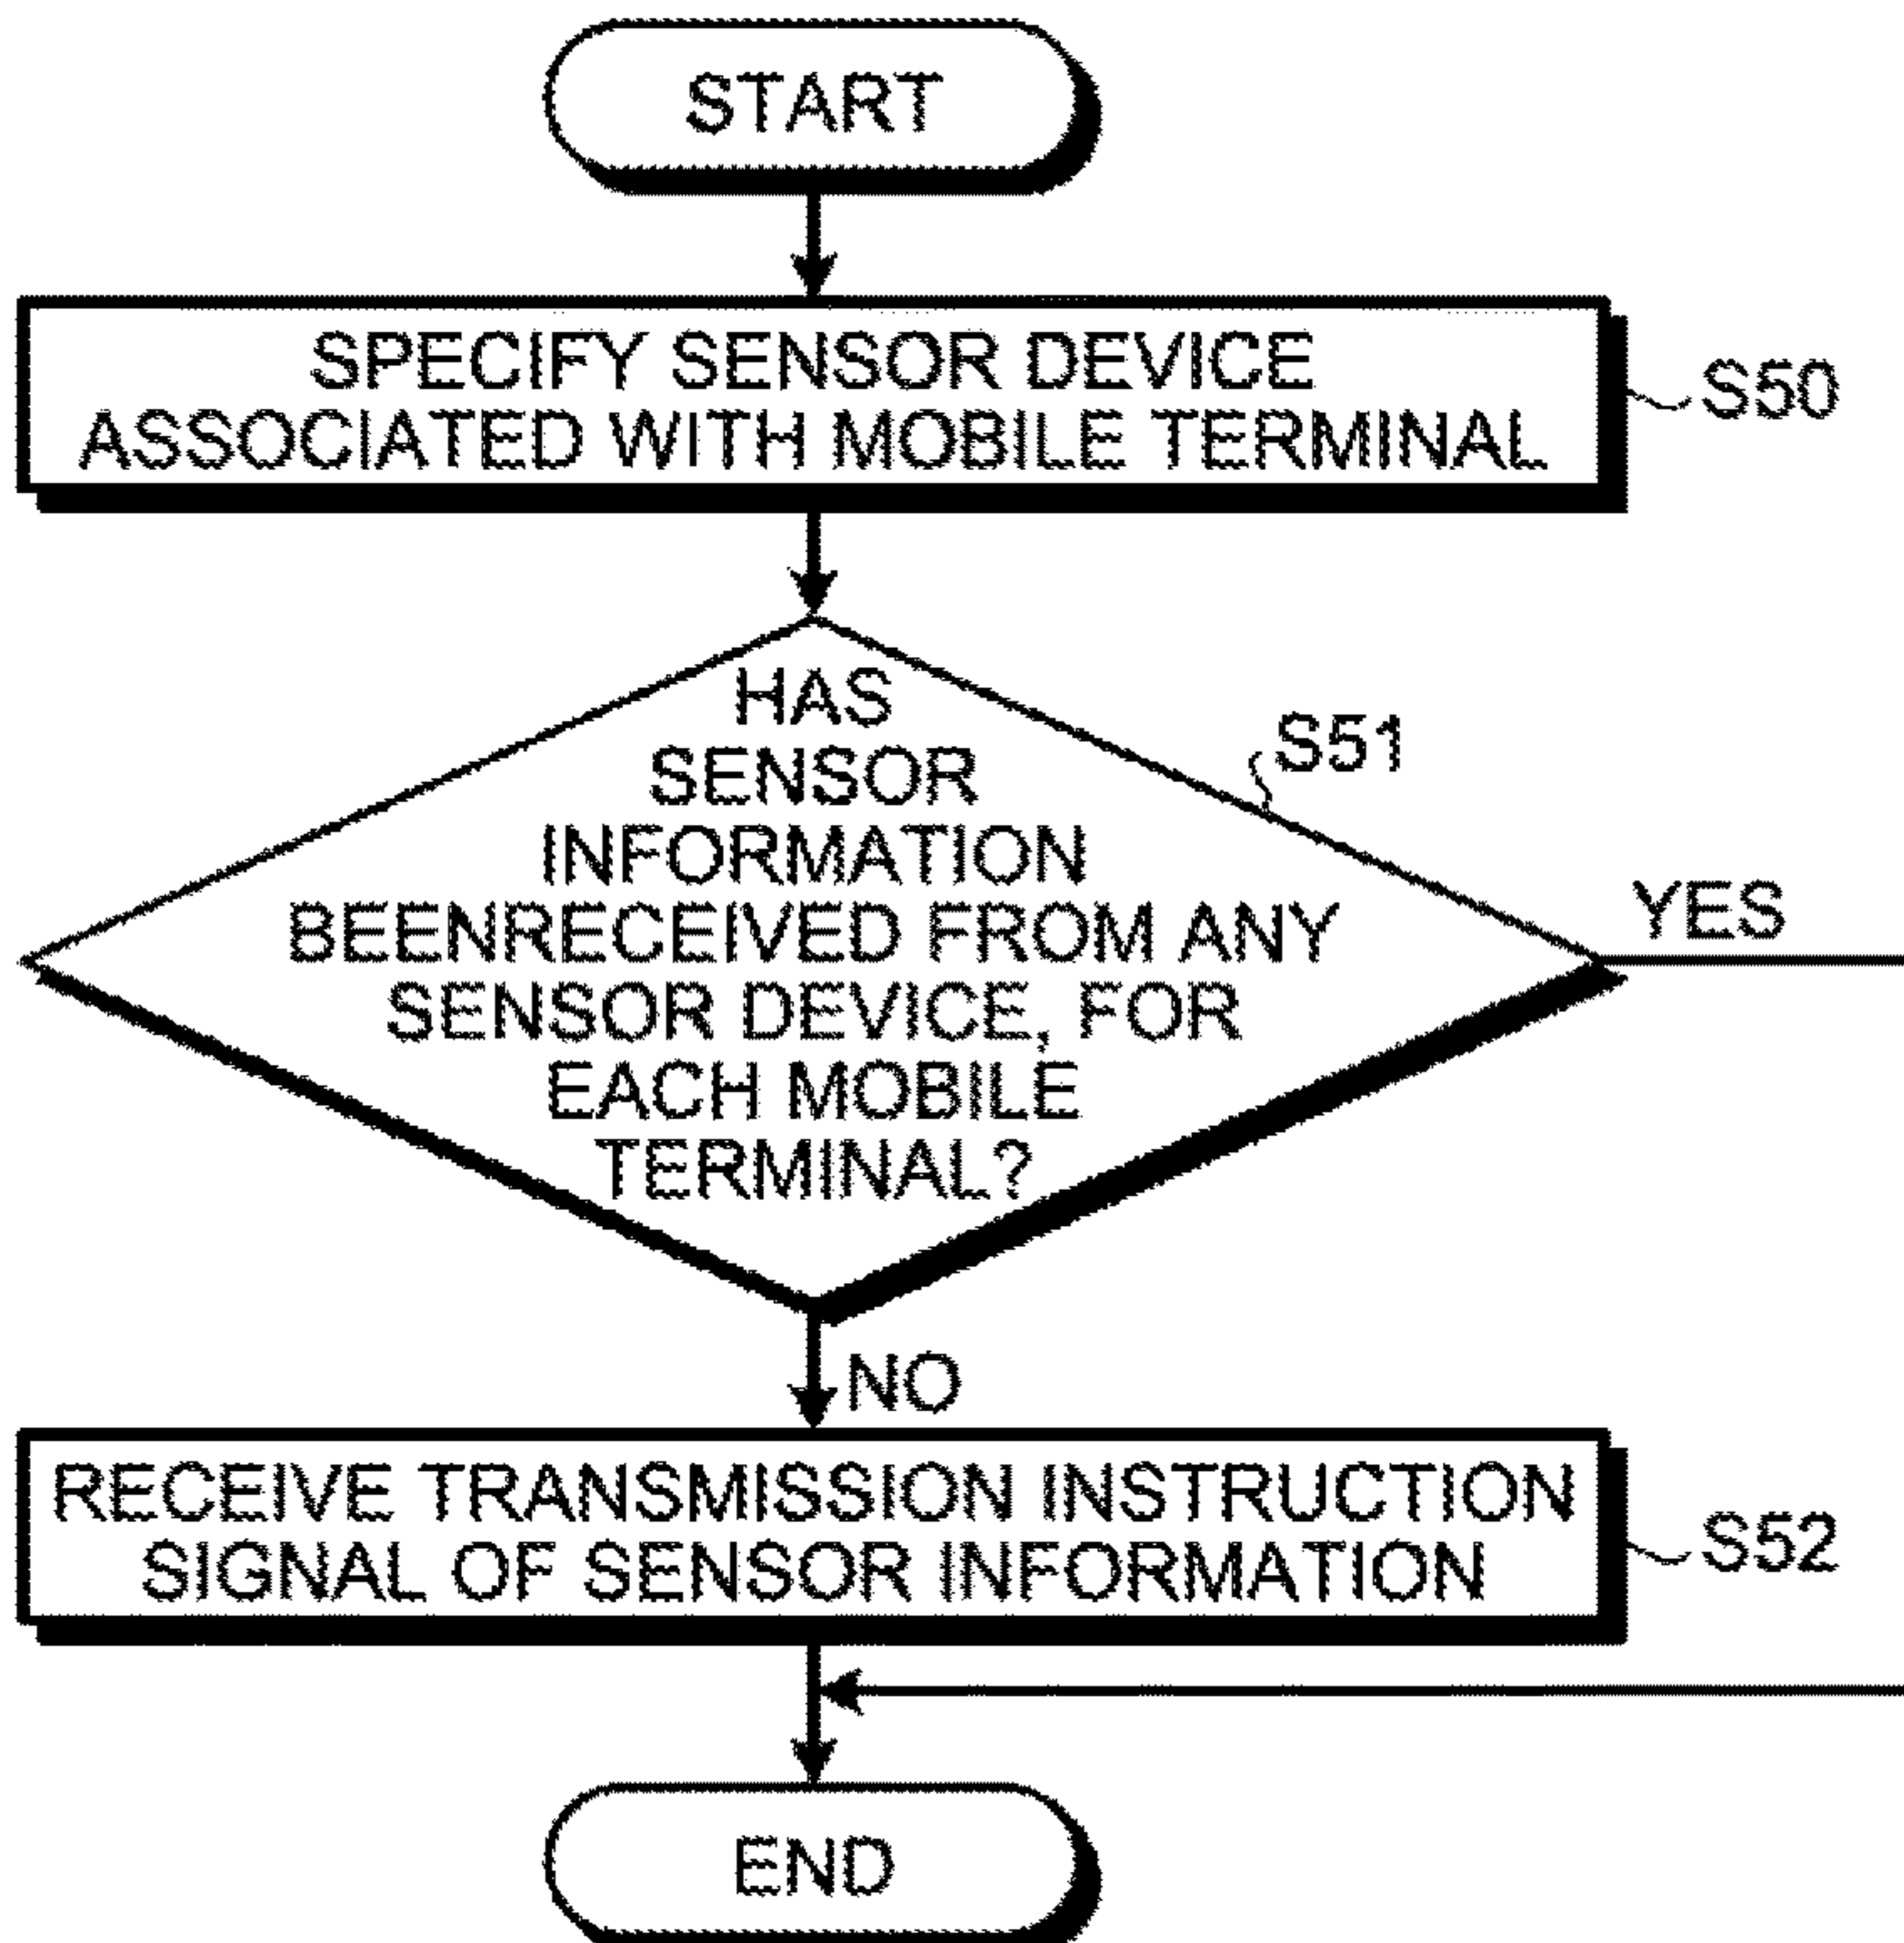 START
SPECIFY SENSOR DEVICE
ASSOCIATED WITH MOBILE TERMINAL
S50
HAS
SENSOR
INFORMATION
BEENRECEIVED FROM ANY
SENSOR DEVICE, FOR
EACH MOBILE
TERMINAL?
S51
YES
NO
RECEIVE TRANSMISSION INSTRUCTION
SIGNAL OF SENSOR INFORMATION
S52
END